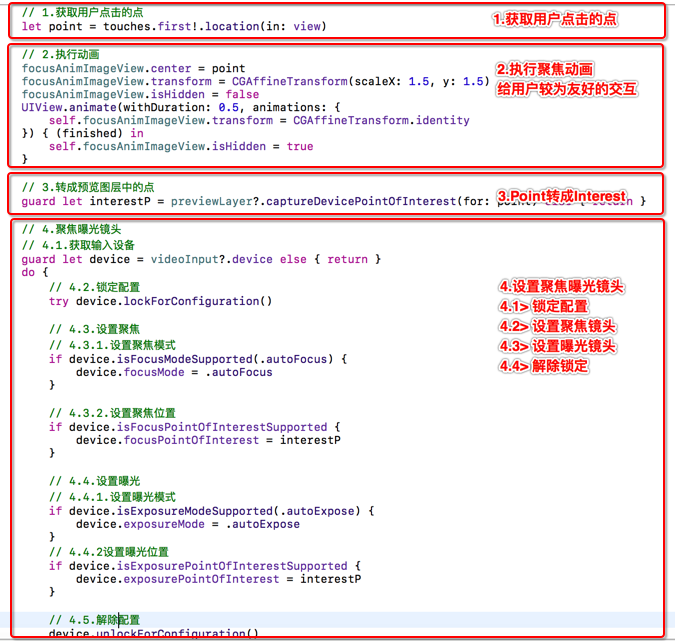 // 1.获取用户点击的点
let point = touches.first!.location(in: view)
1.获取用户点击的点
// 2.执行动画
focusAnimImageView.center = point
focusAnimImageView.transform = CGAffineTransform(scaleX: 1.5, y: 1.5)
focusAnimImageView.isHidden = false
UIView.animate(withDuration: 0.5, animations: {
self.focusAnimImageView.transform = CGAffineTransform.identity
}) { (finished) in
self.focusAnimImageView.isHidden = true
}
2.执行聚焦动画
给用户较为友好的交互
// 3.转成预览图层中的点
guard let interestP = previewLayer?.captureDevicePointOfInterest(for: point) else { return }
3.Point转成Interest
// 4.聚焦曝光镜头
// 4.1.获取输入设备
guard let device = videoInput?.device else { return }
do {
// 4.2.锁定配置
try device.lockForConfiguration()
// 4.3.设置聚焦
// 4.3.1.设置聚焦模式
if device.isFocusModeSupported(.autoFocus) {
device.focusMode = .autoFocus
}
// 4.3.2.设置聚焦位置
if device.isFocusPointOfInterestSupported {
device.focusPointOfInterest = interestP
}
// 4.4.设置曝光
// 4.4.1.设置曝光模式
if device.isExposureModeSupported(.autoExpose) {
device.exposureMode = .autoExpose
}
// 4.4.2设置曝光位置
if device.isExposurePointOfInterestSupported {
device.exposurePointOfInterest = interestP
}
// 4.5.解除配置
device.unlockForConfiguration()
4.设置聚焦曝光镜头
4.1> 锁定配置
4.2> 设置聚焦镜头
4.3> 设置曝光镜头
4.4> 解除锁定